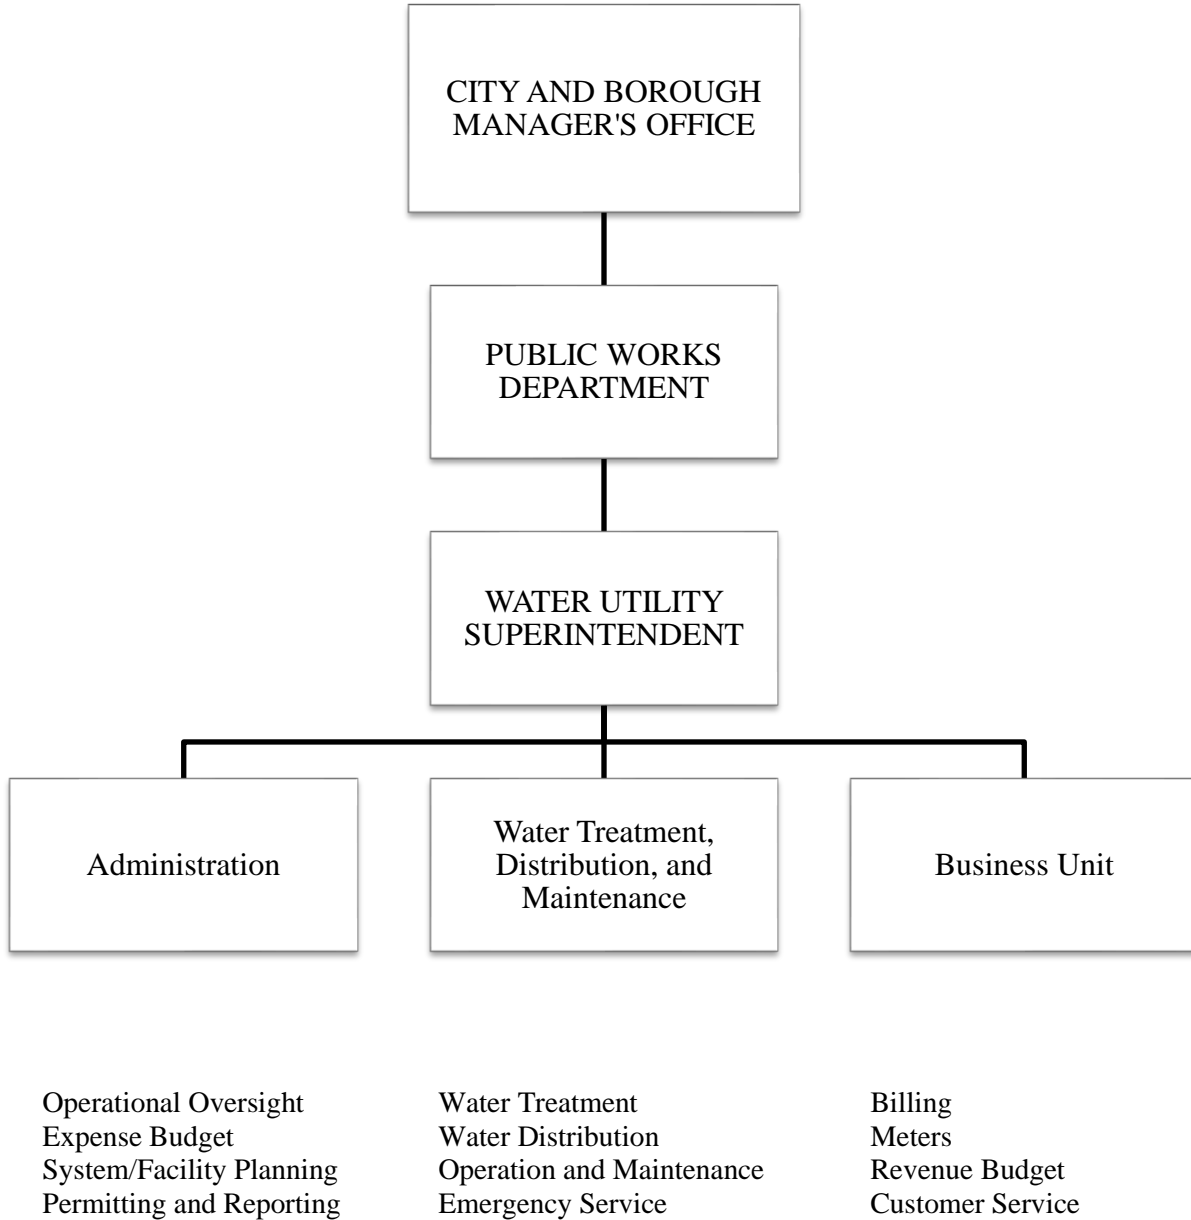 CITY AND BOROUGH
MANAGER'S OFFICE
PUBLIC WORKS
DEPARTMENT
WATER UTILITY
SUPERINTENDENT
Administration
Water Treatment,
Distribution, and
Maintenance
Business Unit
Operational Oversight
Expense Budget
System/Facility Planning
Permitting and Reporting
Water Treatment
Water Distribution
Operation and Maintenance
Emergency Service
Billing
Meters
Revenue Budget
Customer Service